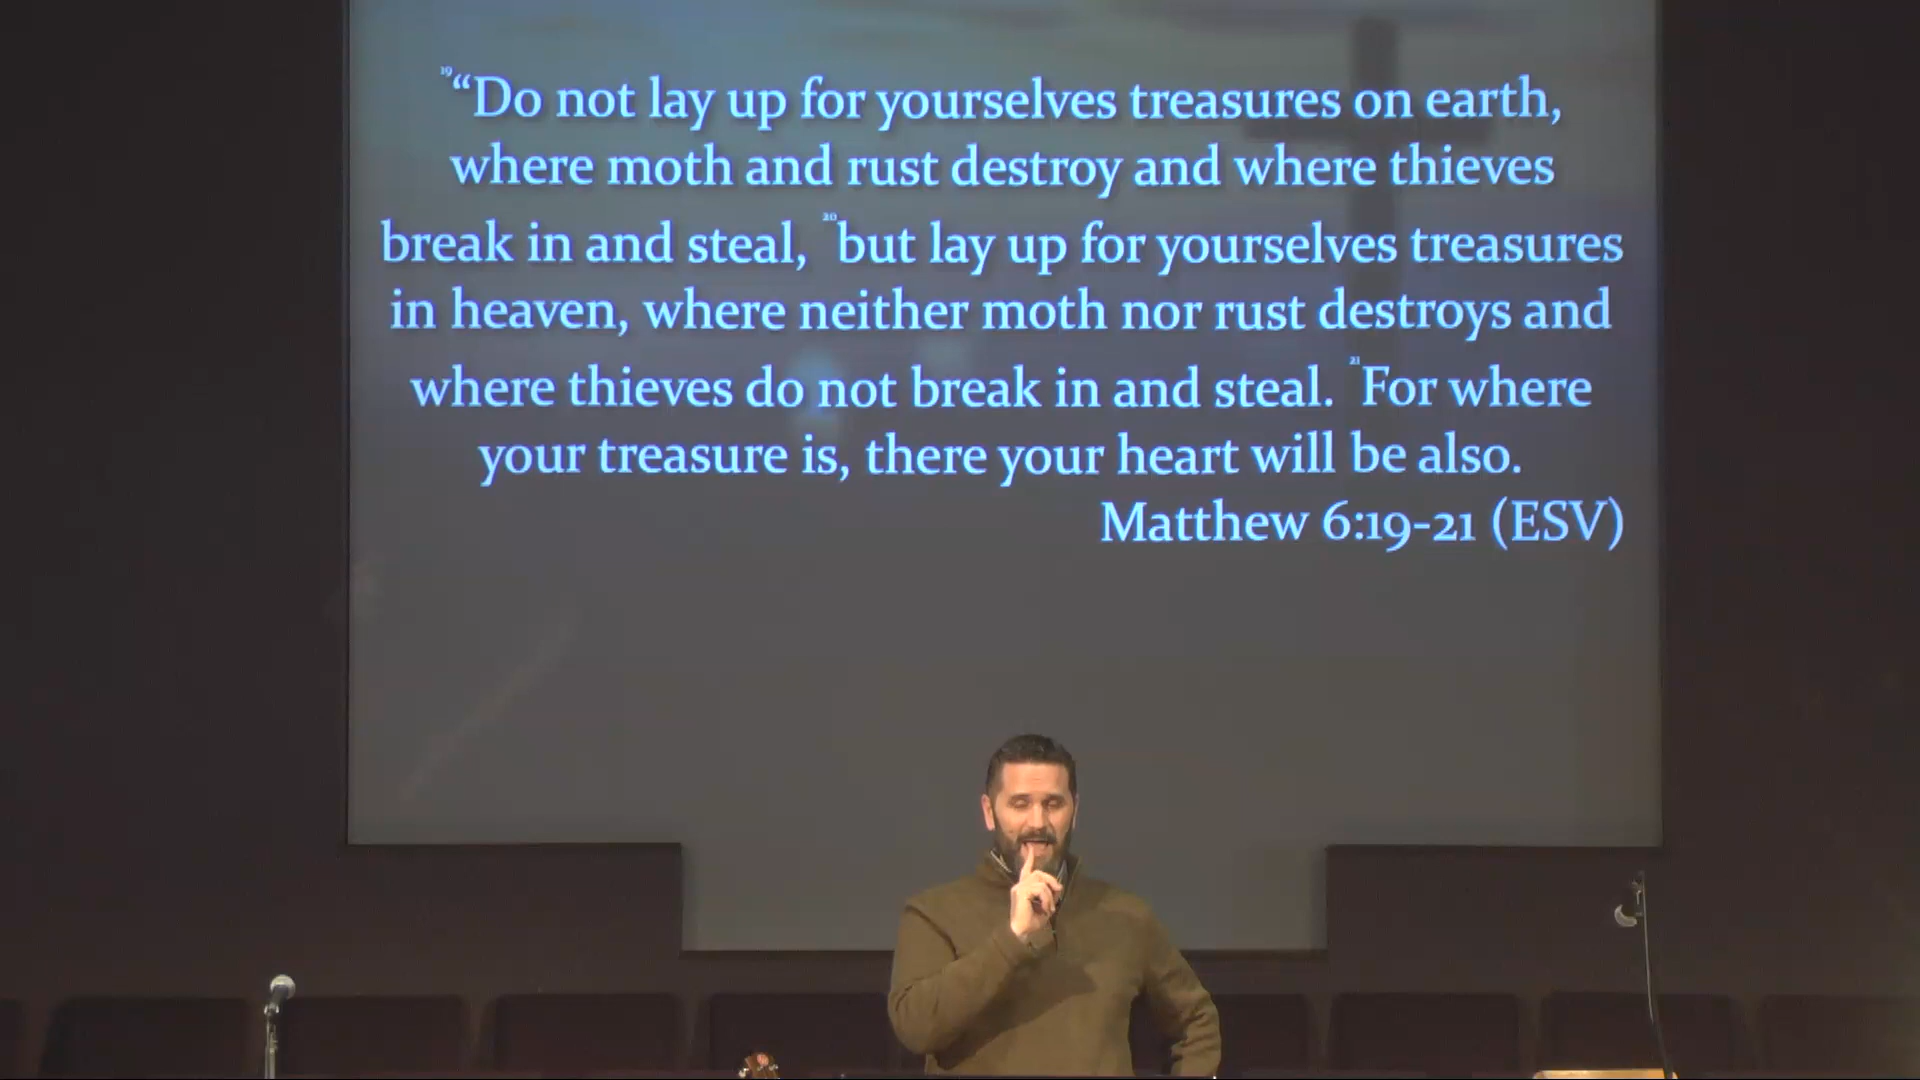 19“Do not lay up for yourselves treasures on earth,
where moth and rust destroy and where thieves
break in and steal, 20but lay up for yourselves treasures
in heaven, where neither moth nor rust destroys and
where thieves do not break in and steal. 21For where
your treasure is, there your heart will be also.
Matthew 6:19-21 (ESV)